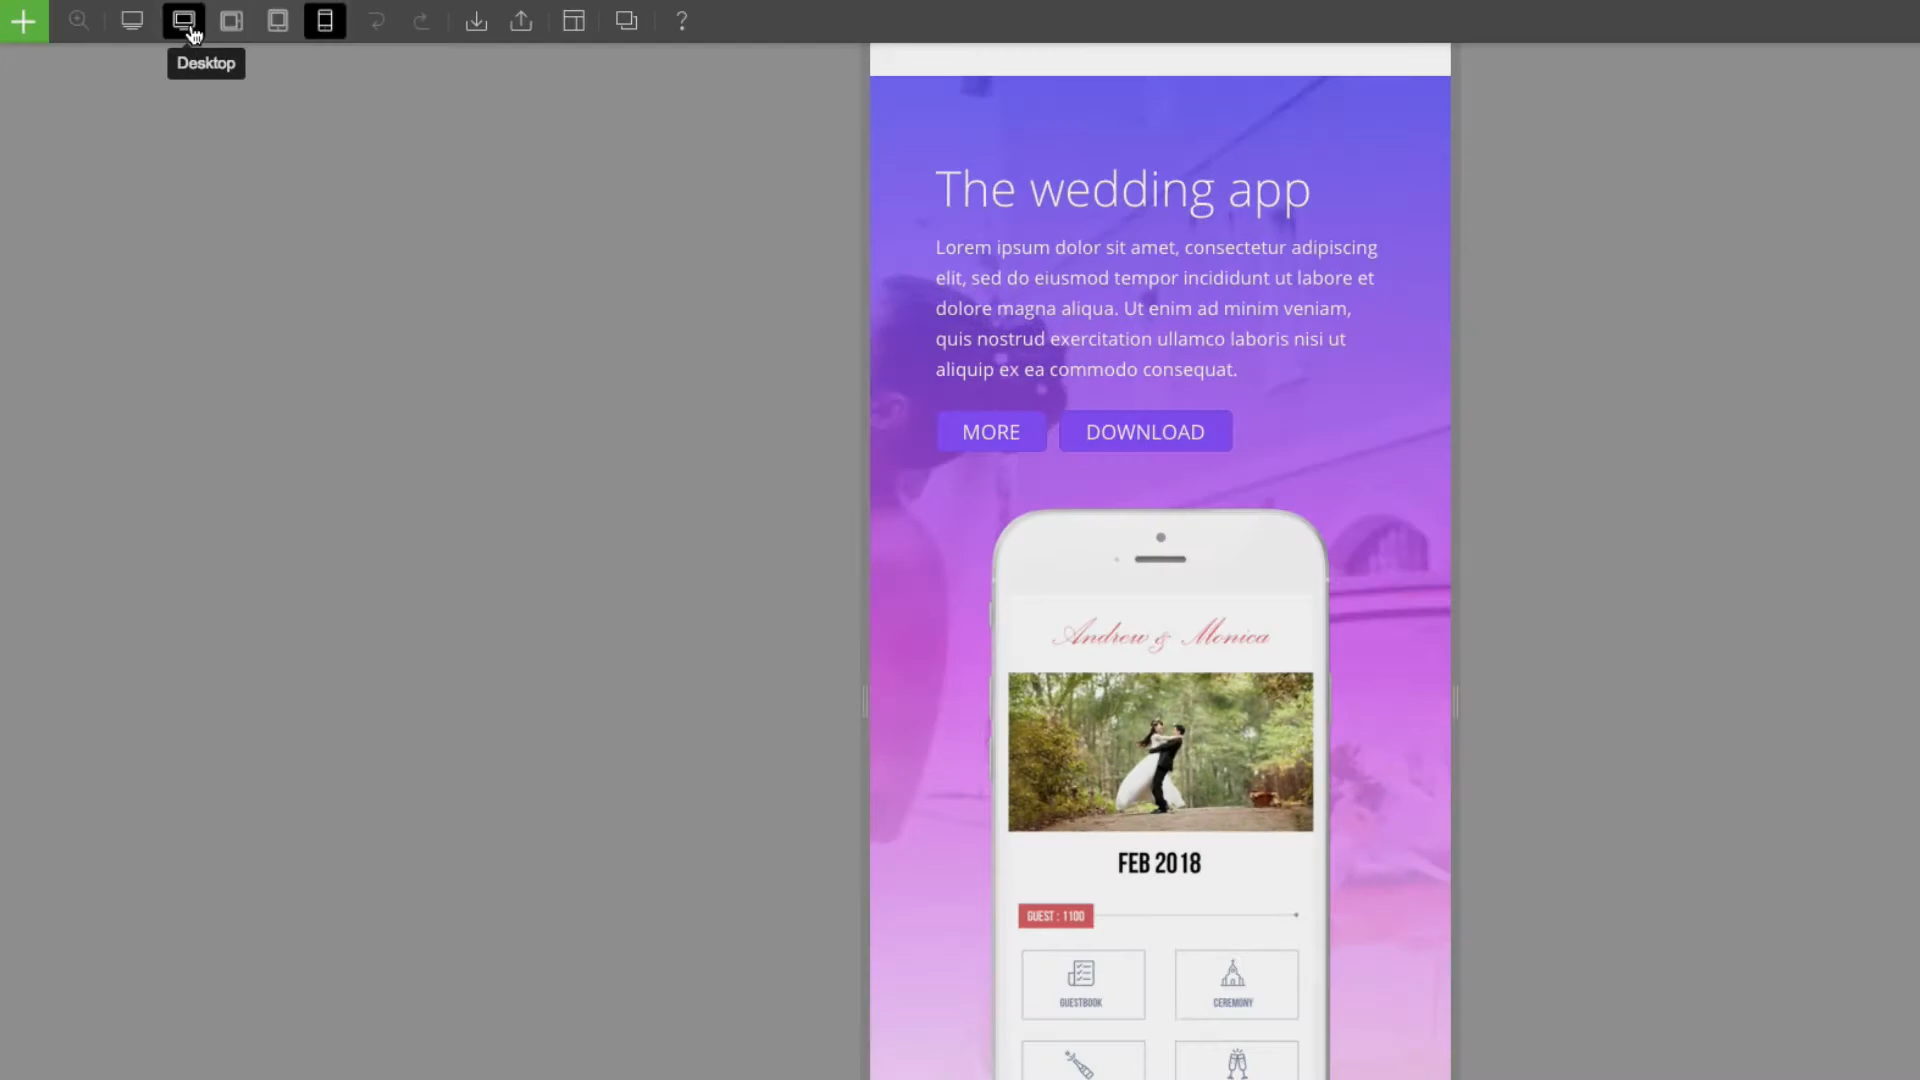 Desktop
The wedding app
Lorem ipsum dolor sit amet, consectetur adipiscing
elit, sed do eiusmod tempor incididunt ut labore et
dolore magna aliqua. Ut enim ad minim veniam,
quis nostrud exercitation ullamco laboris nisi ut
aliquip ex ea commodo consequat.
MORE DOWNLOAD
Andrew & Monica
FEB 2018
GUEST : 1100
GUESTBOOK CEREMONY